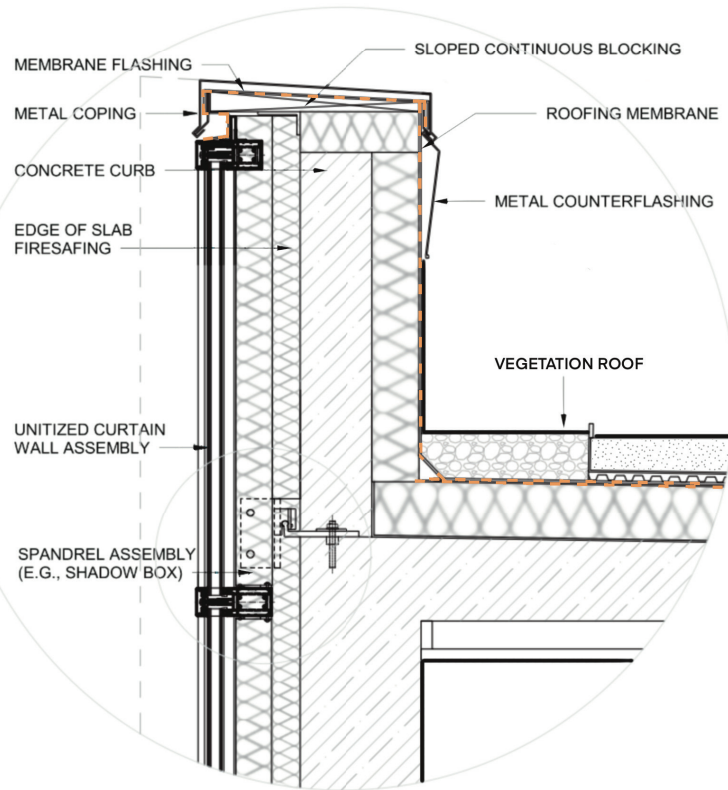 SLOPED CONTINUOUS BLOCKING
MEMBRANE FLASHING
METAL COPING
ROOFING MEMBRANE
CONCRETE CURB
METAL COUNTERFLASHING
EDGE OF SLAB
FIRESAFING
VEGETATION ROOF
UNITIZED CURTAIN
WALL ASSEMBLY
SPANDREL ASSEMBLY
(E.G., SHADOW BOX)